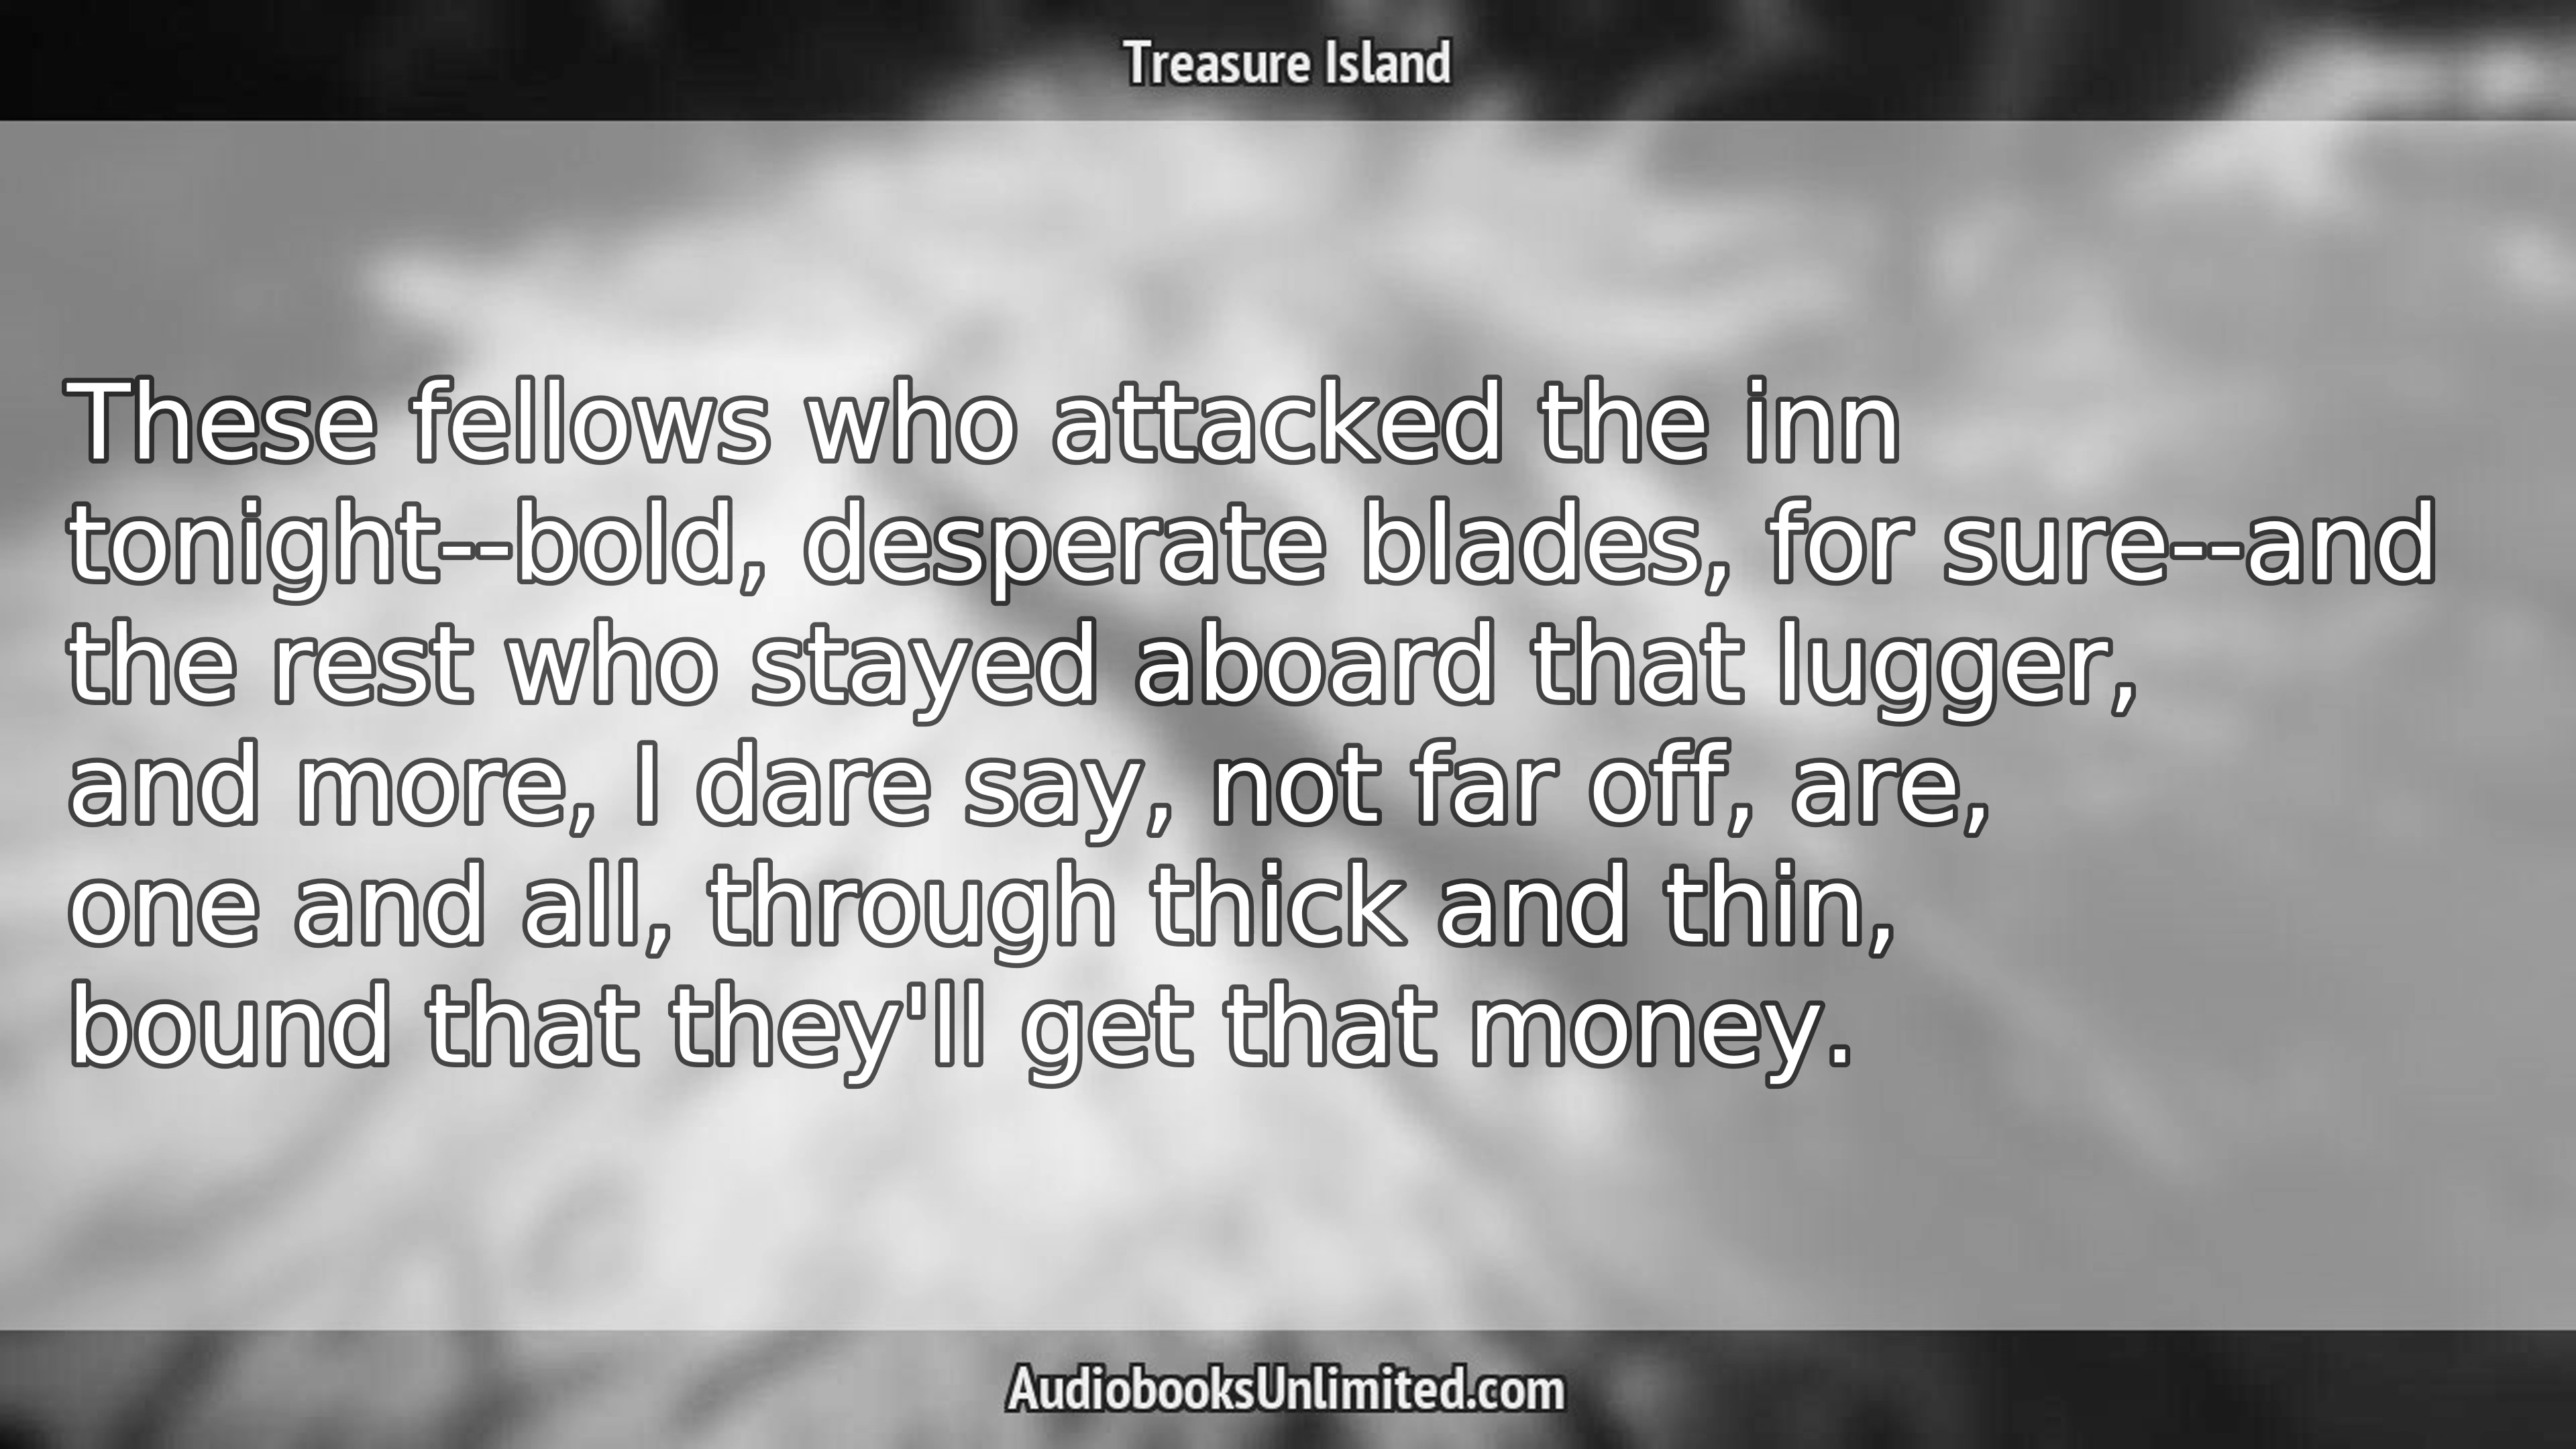 Treasure Island
These fellows who attacked the inn
tonight--bold, desperate blades, for sure--and
the rest who stayed aboard that lugger,
and more, I dare say, not far off, are,
one and all, through thick and thin,
bound that they'll get that money.
AudiobooksUnlimited.com